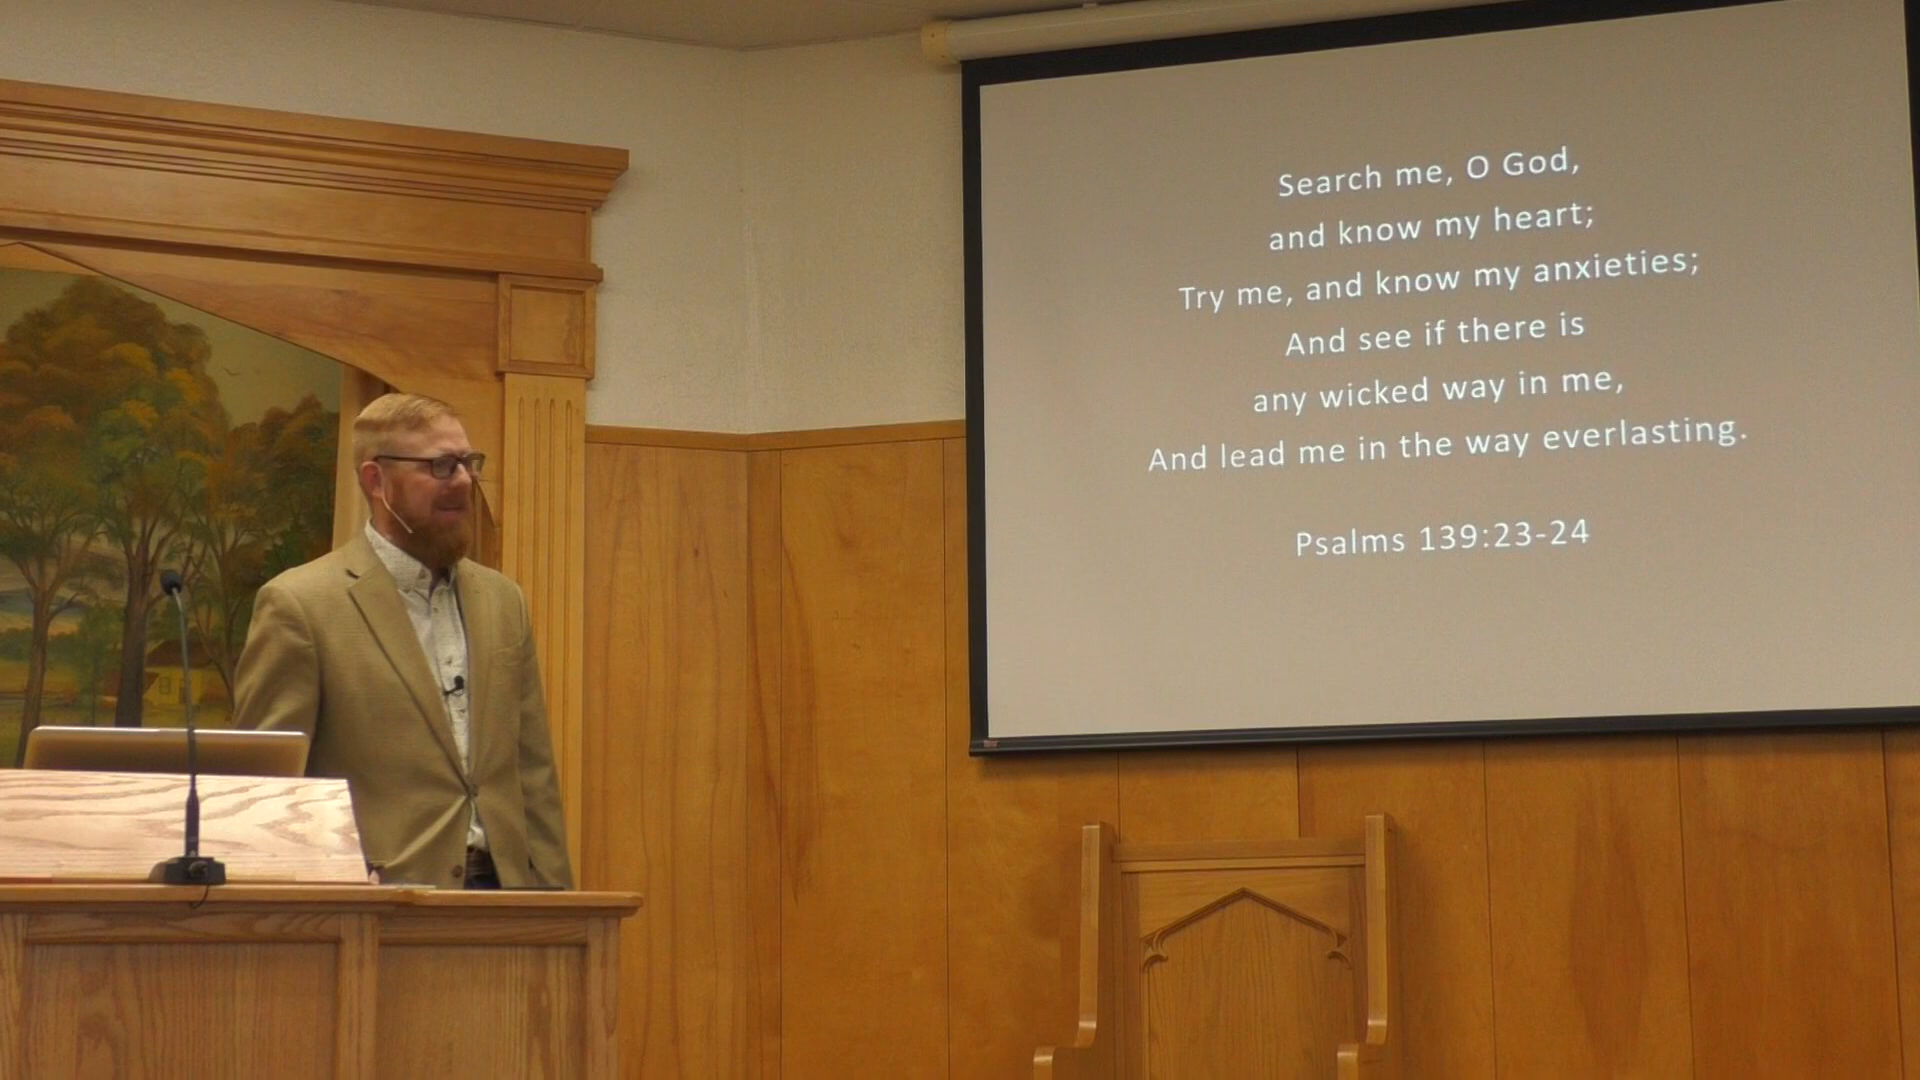 Search me, O God,
and know my heart;
Try me, and know my anxieties;
And see if there is
any wicked way in me,
And lead me in the way everlasting.
Psalms 139:23-24